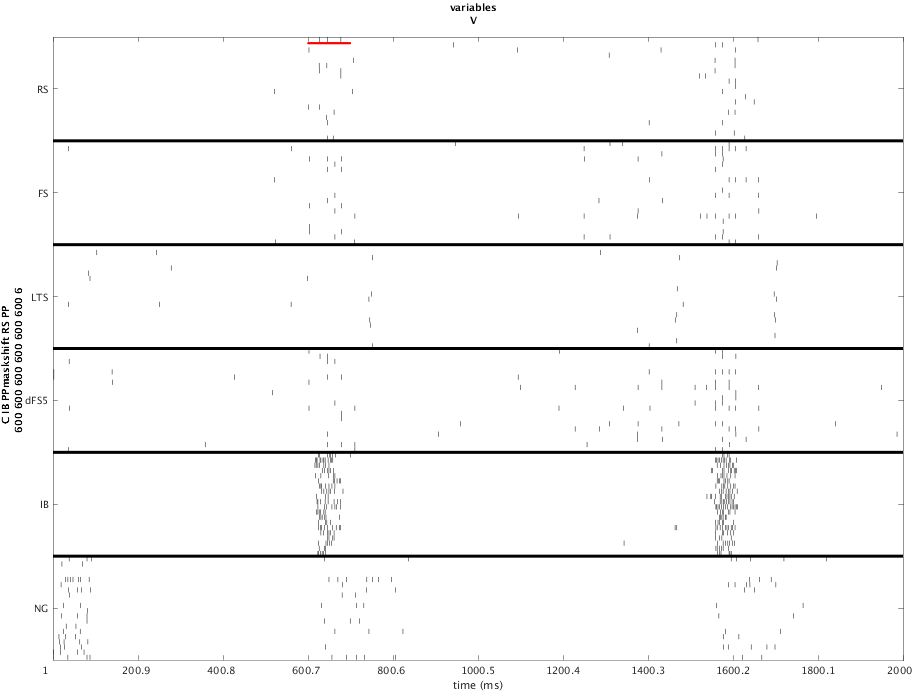 variables
V
RS
FS
LTS
dFS5
IB
NG
C IB PPmaskshift RS PP
600 600 600 600 600 600 6
1
200.9
400.8
600.7
800.6
1000.5
1200.4
1400.3
1600.2
1800.1
2000
time (ms)